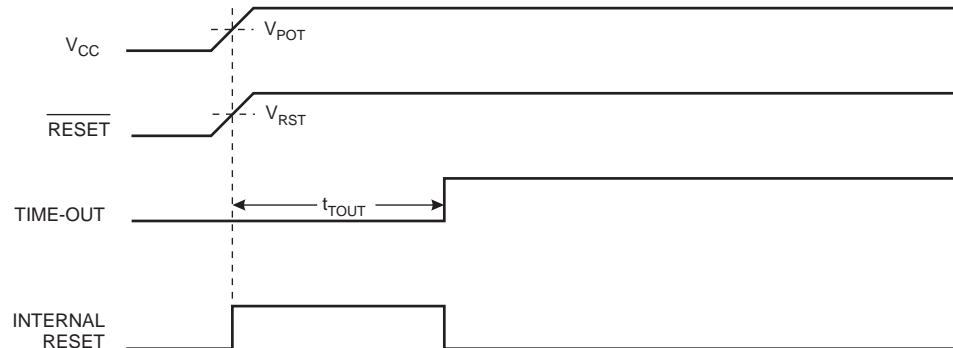 V_CC
V_POT
RESET
V_RST
TIME-OUT
t_TOUT
INTERNAL
RESET